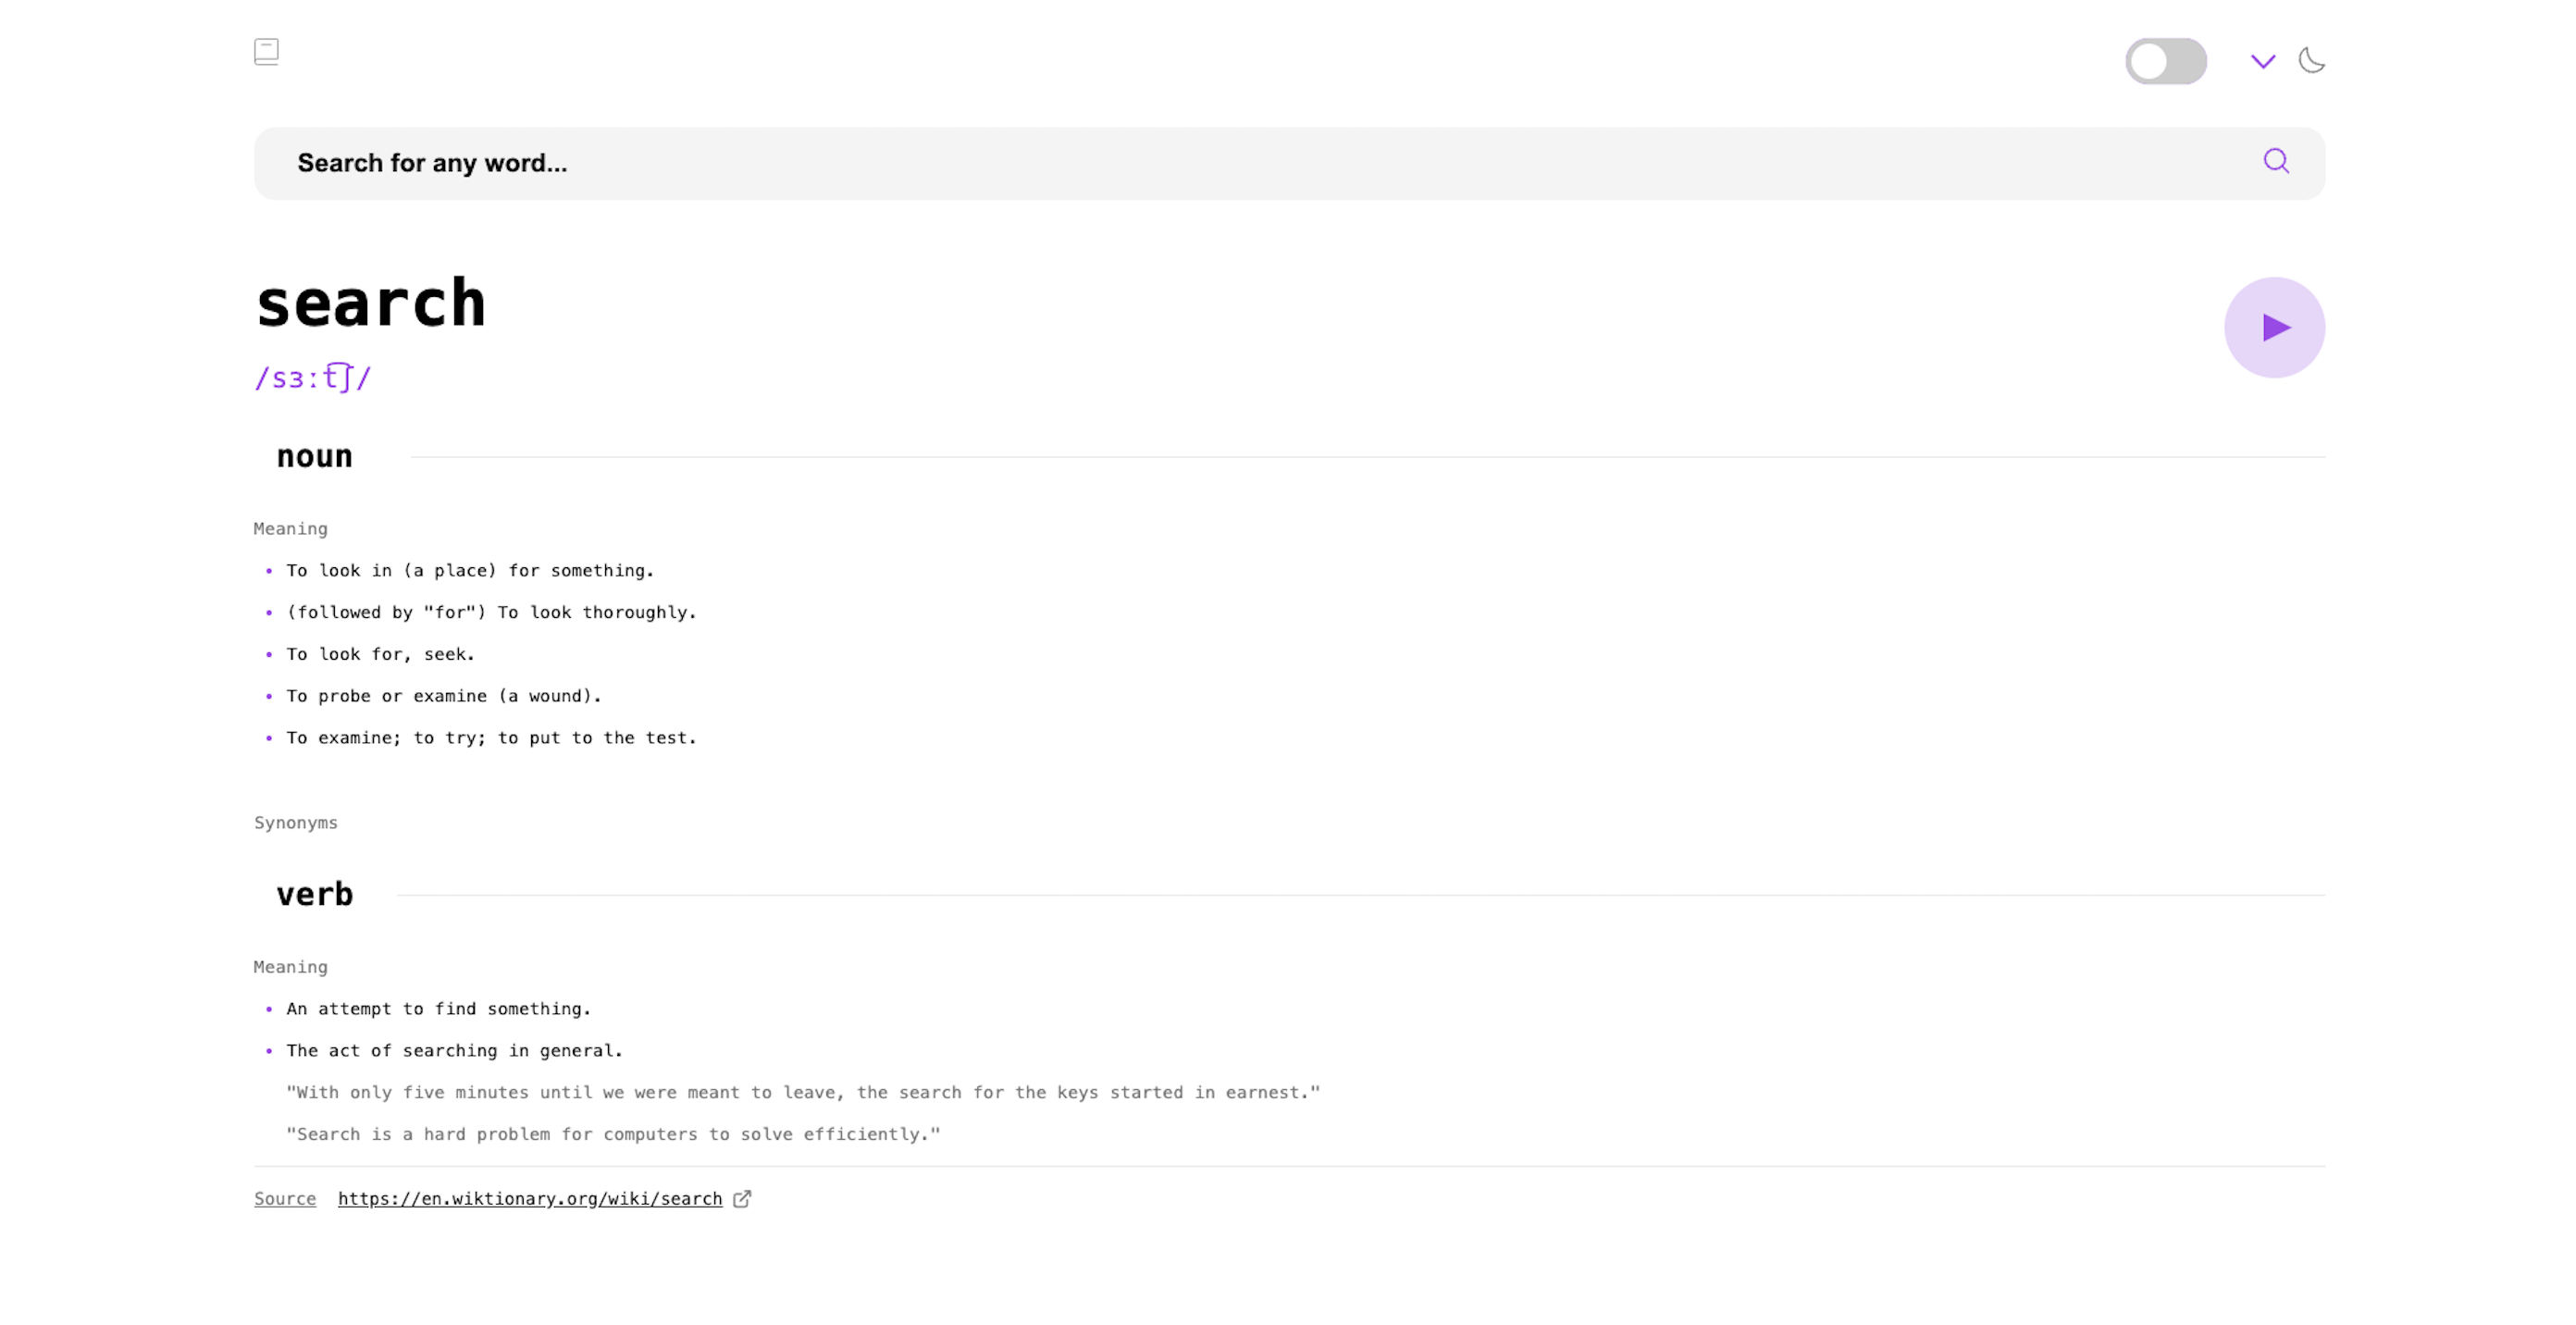 Search for any word...
search
/sɜːt͡ʃ/
noun
Meaning
• To look in (a place) for something.
• (followed by "for") To look thoroughly.
• To look for, seek.
• To probe or examine (a wound).
• To examine; to try; to put to the test.
Synonyms
verb
Meaning
• An attempt to find something.
• The act of searching in general.
"With only five minutes until we were meant to leave, the search for the keys started in earnest."
"Search is a hard problem for computers to solve efficiently."
Source https://en.wiktionary.org/wiki/search